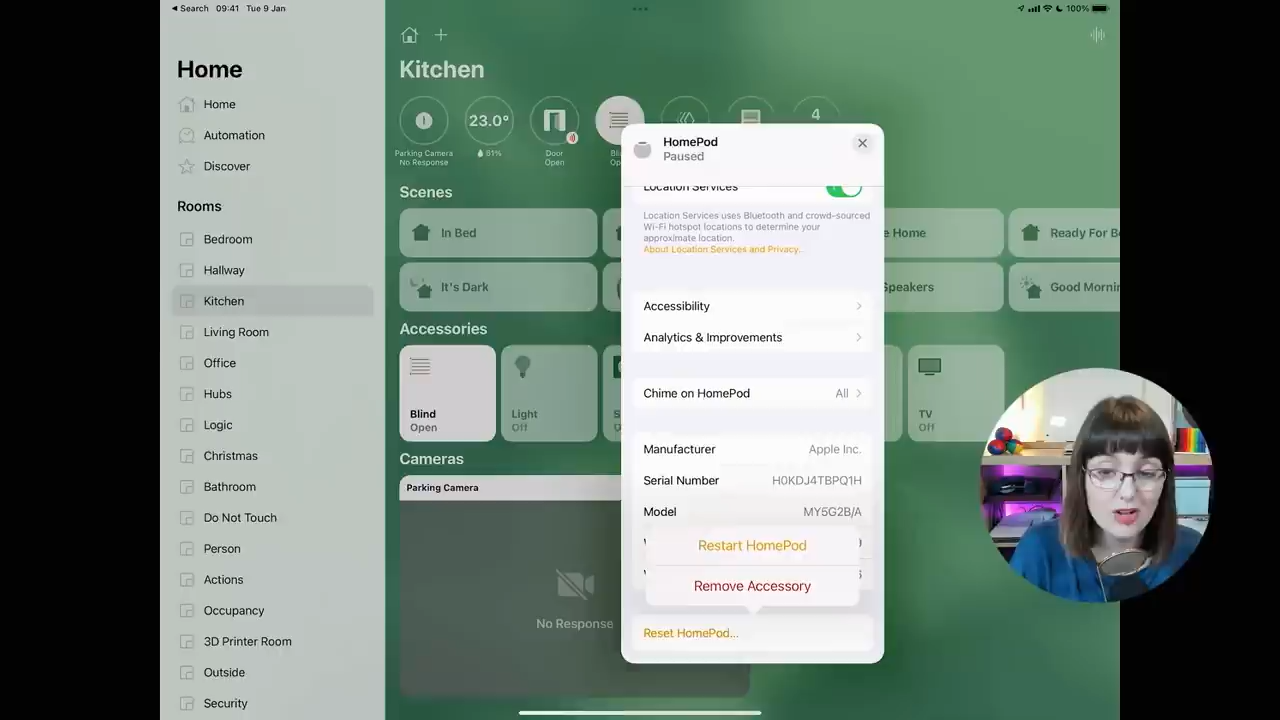 Search 09:41 Tue 9 Jan
100%
Home
Home
Automation
Discover
Rooms
Bedroom
Hallway
Kitchen
Living Room
Office
Hubs
Logic
Christmas
Bathroom
Do Not Touch
Person
Actions
Occupancy
3D Printer Room
Outside
Security
Kitchen
23.0°
4
Parking Camera
No Response
81%
Door
Open
Scenes
In Bed
It's Dark
e Home
Speakers
Ready For Be
Good Mornin
Accessories
Blind
Open
Light
Off
TV
Off
Cameras
Parking Camera
No Response
HomePod
Paused
Location Services
Location Services uses Bluetooth and crowd-sourced
Wi-Fi hotspot locations to determine your
approximate location.
About Location Services and Privacy...
Accessibility
Analytics & Improvements
Chime on HomePod All
Manufacturer Apple Inc.
Serial Number H0KDJ4TBPQ1H
Model MY5G2B/A
Restart HomePod
Remove Accessory
Reset HomePod...